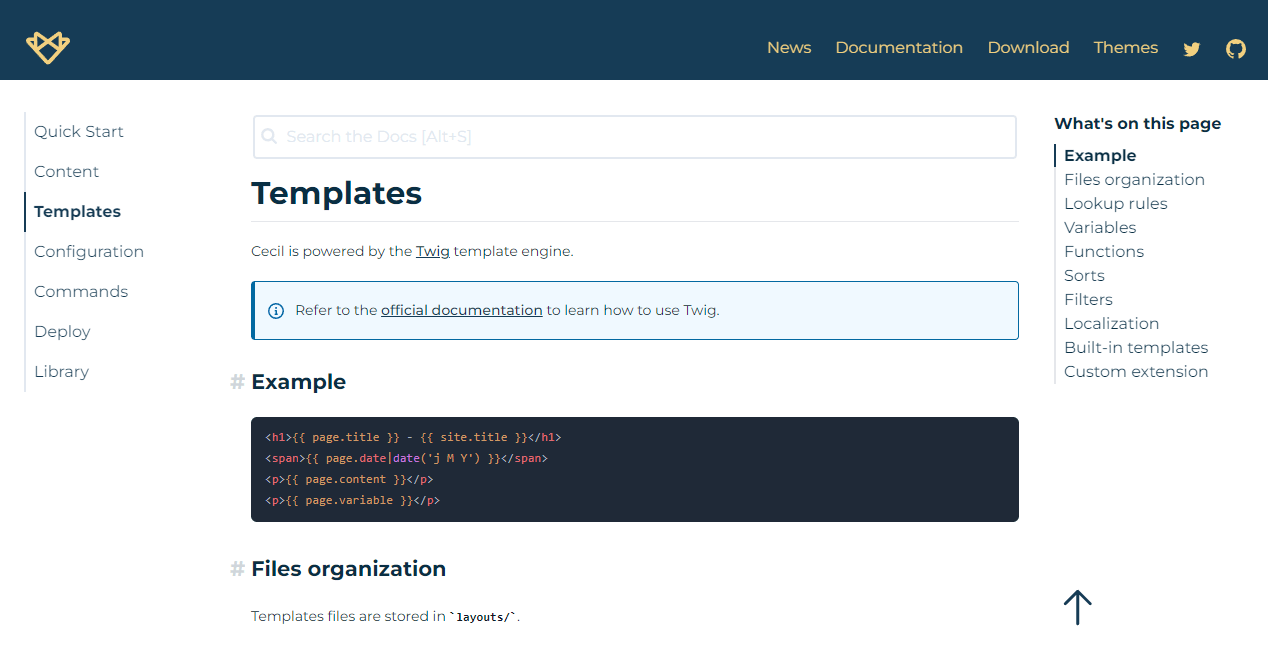 News Documentation Download Themes
Quick Start
Content
Templates
Configuration
Commands
Deploy
Library
Search the Docs [Alt+S]
Templates
Cecil is powered by the Twig template engine.
Refer to the official documentation to learn how to use Twig.
# Example
<h1>{{ page.title }} - {{ site.title }}</h1>
<span>{{ page.date|date('j M Y') }}</span>
<p>{{ page.content }}</p>
<p>{{ page.variable }}</p>
# Files organization
Templates files are stored in `layouts/`.
What's on this page
Example
Files organization
Lookup rules
Variables
Functions
Sorts
Filters
Localization
Built-in templates
Custom extension